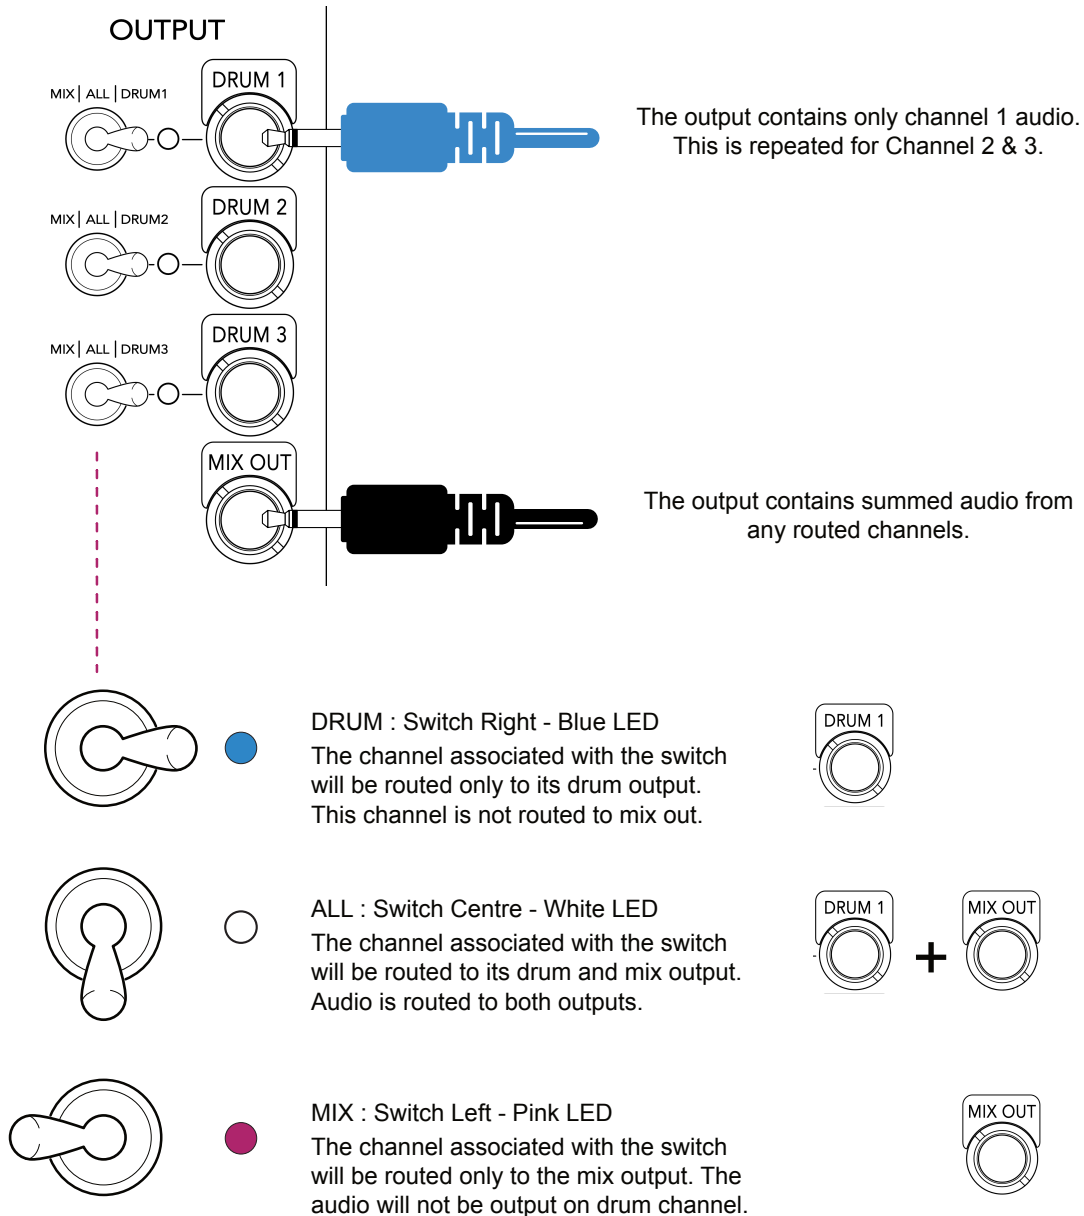 OUTPUT
MIX | ALL | DRUM1
DRUM 1
The output contains only channel 1 audio.
This is repeated for Channel 2 & 3.
MIX | ALL | DRUM2
DRUM 2
MIX | ALL | DRUM3
DRUM 3
MIX OUT
The output contains summed audio from
any routed channels.
DRUM : Switch Right - Blue LED
The channel associated with the switch
will be routed only to its drum output.
This channel is not routed to mix out.
DRUM 1
ALL : Switch Centre - White LED
The channel associated with the switch
will be routed to its drum and mix output.
Audio is routed to both outputs.
DRUM 1
+
MIX OUT
MIX : Switch Left - Pink LED
The channel associated with the switch
will be routed only to the mix output. The
audio will not be output on drum channel.
MIX OUT